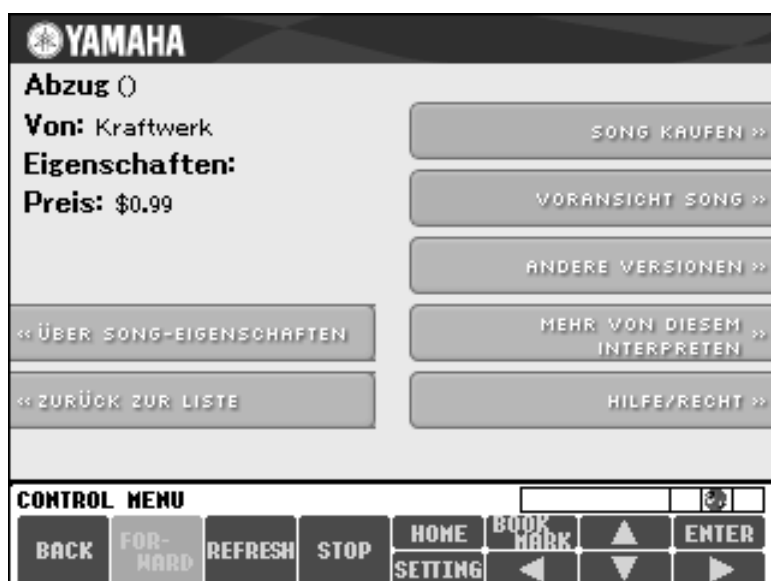 YAMAHA
Abzug ()
Von: Kraftwerk
Eigenschaften:
Preis: $0.99
SONG KAUFEN »
VORANSICHT SONG »
ANDERE VERSIONEN »
« ÜBER SONG-EIGENSCHAFTEN
MEHR VON DIESEM »
INTERPRETEN
« ZURÜCK ZUR LISTE
HILFE/RECHT »
CONTROL MENU
BACK
FOR-
WARD
REFRESH
STOP
HOME
SETTING
BOOK
MARK
ENTER